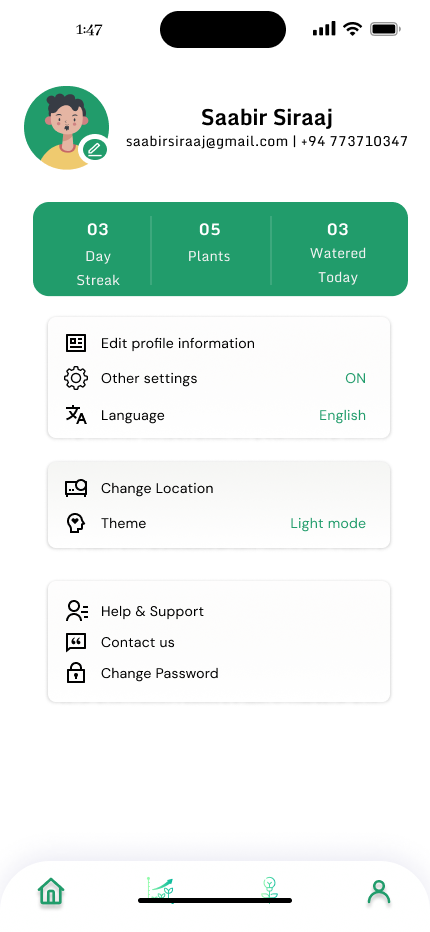 1:47
Saabir Siraaj
saabirsiraaj@gmail.com | +94 773710347
03 05 03
Day Plants Watered
Streak Today
Edit profile information
Other settings ON
Language English
Change Location
Theme Light mode
Help & Support
Contact us
Change Password